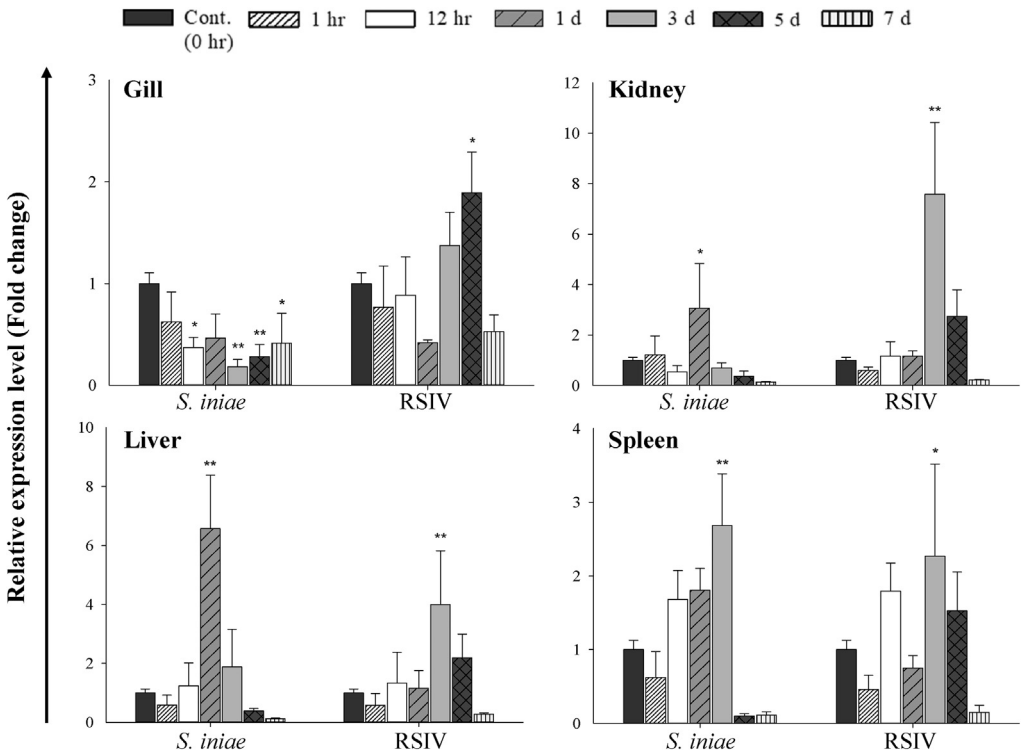 Cont. (0 hr) 1 hr 12 hr 1 d 3 d 5 d 7 d
Relative expression level (Fold change)
Gill
3
2
1
0
* ** ** * *
S. iniae RSIV
Kidney
12
10
8
6
4
2
0
* **
S. iniae RSIV
Liver
10
8
6
4
2
0
** **
S. iniae RSIV
Spleen
4
3
2
1
0
** *
S. iniae RSIV